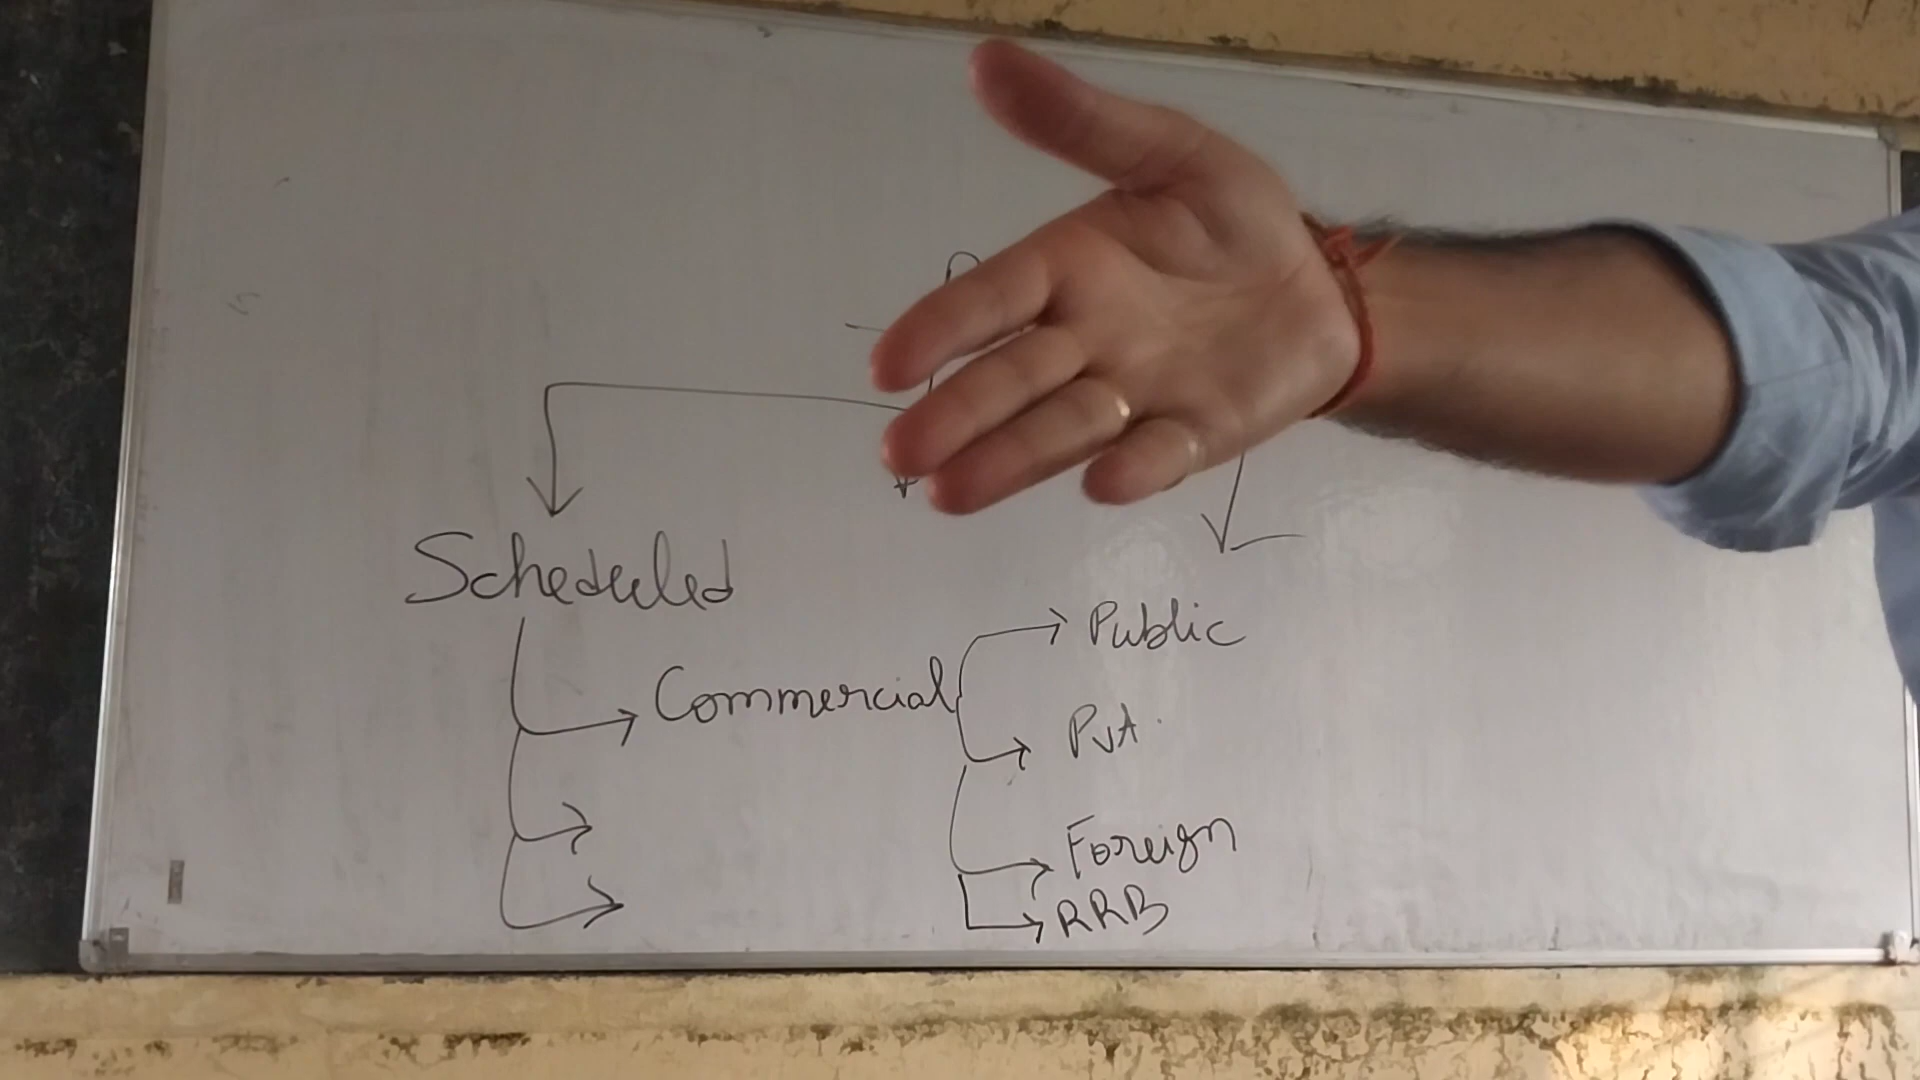 Scheduled
Commercial
Public
Pvt.
Foreign
RRB